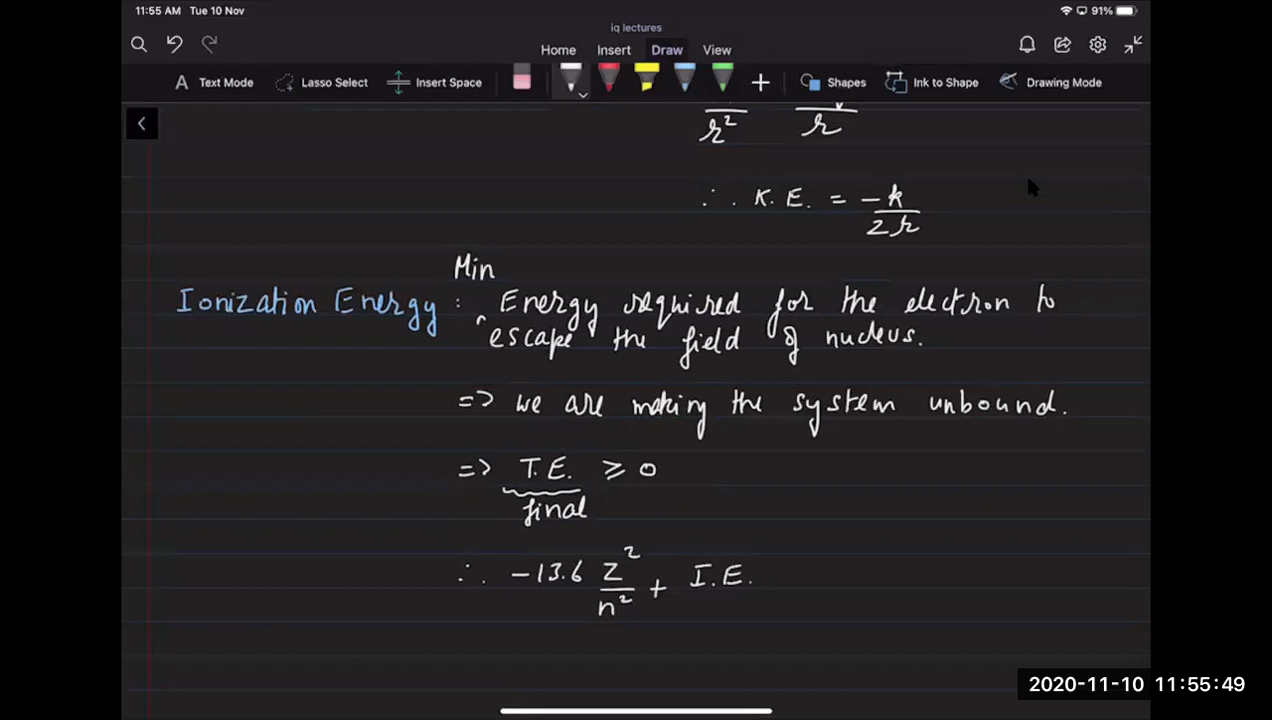 11:55 AM Tue 10 Nov
91%
iq lectures
Home Insert Draw View
Text Mode Lasso Select Insert Space Shapes Ink to Shape Drawing Mode
r² r
∴ K.E. = -k/2r
Min
Ionization Energy : ^ Energy required for the electron to
escape the field of nucleus.
=> we are making the system unbound.
=> T.E. ≥ 0
final
∴ -13.6 Z²/n² + I.E.
2020-11-10 11:55:49